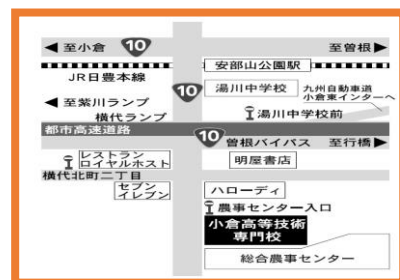 ◀ 至小倉 10 至曽根 ▶
安部山公園駅
JR日豊本線
10 湯川中学校 九州自動車道
小倉東インターへ
◀ 至紫川ランプ
湯川中学校前
横代ランプ
都市高速道路
10 曽根バイパス 至行橋 ▶
レストラン
ロイヤルホスト
明屋書店
横代北町二丁目
セブン
イレブン
ハローディ
農事センター入口
小倉高等技術
専門校
総合農事センター